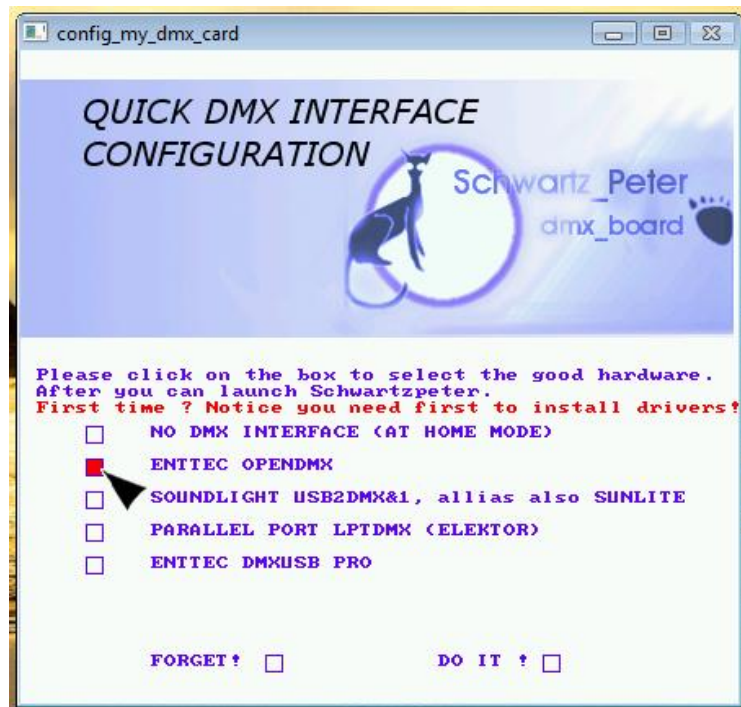 config_my_dmx_card
QUICK DMX INTERFACE
CONFIGURATION
Schwartz_Peter
dmx_board
Please click on the box to select the good hardware.
After you can launch Schwartzpeter.
First time ? Notice you need first to install drivers!
NO DMX INTERFACE (AT HOME MODE)
ENTTEC OPENDMX
SOUNDLIGHT USB2DMX&1, allias also SUNLITE
PARALLEL PORT LPTDMX (ELEKTOR)
ENTTEC DMXUSB PRO
FORGET! DO IT !